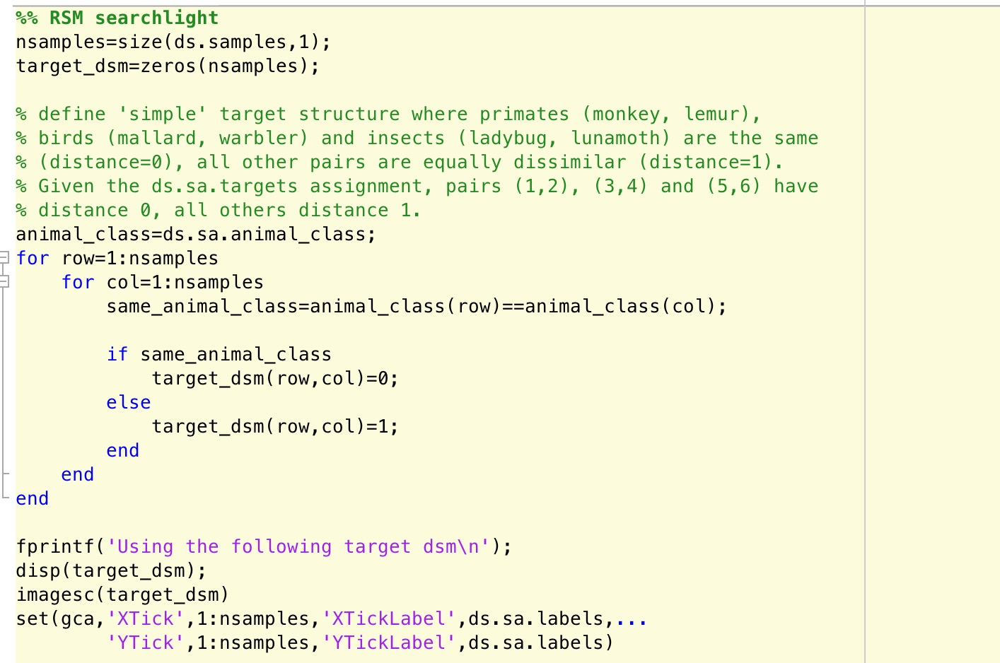 %% RSM searchlight
nsamples=size(ds.samples,1);
target_dsm=zeros(nsamples);

% define 'simple' target structure where primates (monkey, lemur),
% birds (mallard, warbler) and insects (ladybug, lunamoth) are the same
% (distance=0), all other pairs are equally dissimilar (distance=1).
% Given the ds.sa.targets assignment, pairs (1,2), (3,4) and (5,6) have
% distance 0, all others distance 1.
animal_class=ds.sa.animal_class;
for row=1:nsamples
    for col=1:nsamples
        same_animal_class=animal_class(row)==animal_class(col);

        if same_animal_class
            target_dsm(row,col)=0;
        else
            target_dsm(row,col)=1;
        end
    end
end

fprintf('Using the following target dsm\n');
disp(target_dsm);
imagesc(target_dsm)
set(gca,'XTick',1:nsamples,'XTickLabel',ds.sa.labels,...
        'YTick',1:nsamples,'YTickLabel',ds.sa.labels)